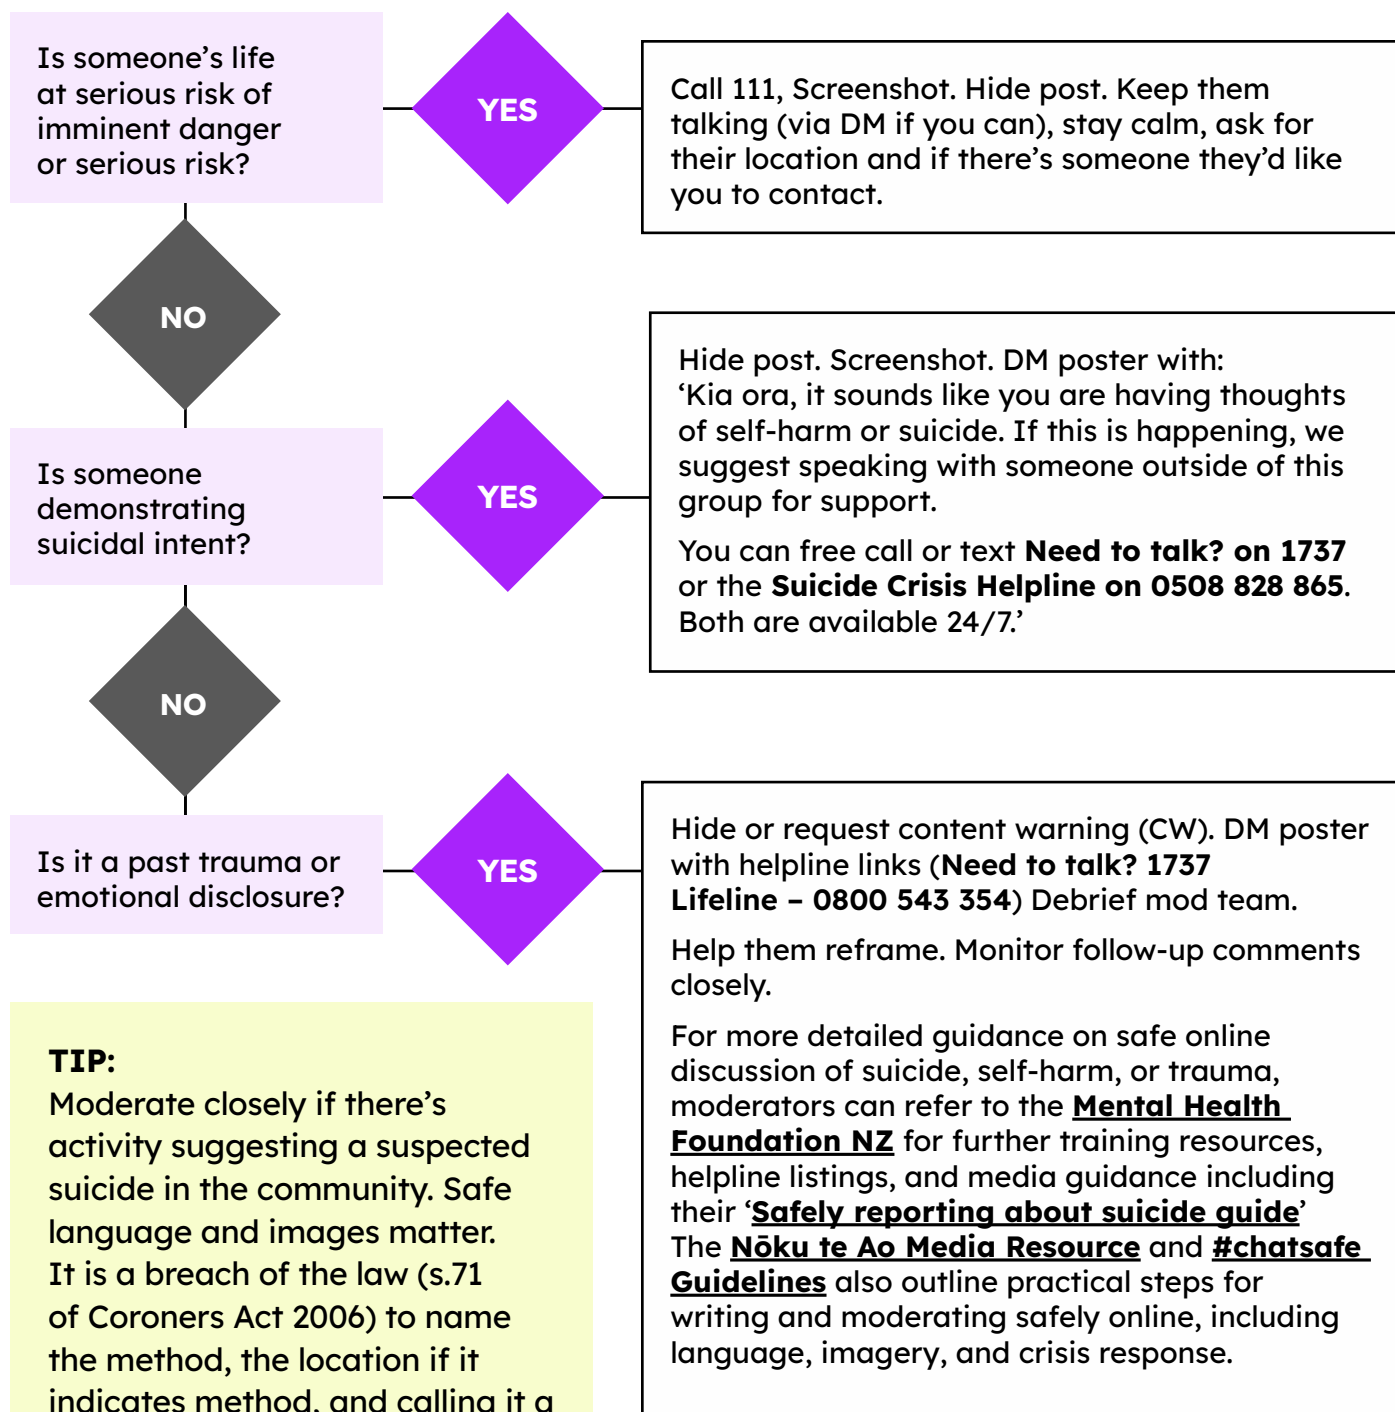 Is someone’s life
at serious risk of
imminent danger
or serious risk?
YES
Call 111, Screenshot. Hide post. Keep them
talking (via DM if you can), stay calm, ask for
their location and if there’s someone they’d like
you to contact.
NO
Is someone
demonstrating
suicidal intent?
YES
Hide post. Screenshot. DM poster with:
‘Kia ora, it sounds like you are having thoughts
of self-harm or suicide. If this is happening, we
suggest speaking with someone outside of this
group for support.
You can free call or text Need to talk? on 1737
or the Suicide Crisis Helpline on 0508 828 865.
Both are available 24/7.’
NO
Is it a past trauma or
emotional disclosure?
YES
Hide or request content warning (CW). DM poster
with helpline links (Need to talk? 1737
Lifeline – 0800 543 354) Debrief mod team.
Help them reframe. Monitor follow-up comments
closely.
For more detailed guidance on safe online
discussion of suicide, self-harm, or trauma,
moderators can refer to the Mental Health
Foundation NZ for further training resources,
helpline listings, and media guidance including
their ‘Safely reporting about suicide guide’
The Nōku te Ao Media Resource and #chatsafe
Guidelines also outline practical steps for
writing and moderating safely online, including
language, imagery, and crisis response.
TIP:
Moderate closely if there’s
activity suggesting a suspected
suicide in the community. Safe
language and images matter.
It is a breach of the law (s.71
of Coroners Act 2006) to name
the method, the location if it
indicates method, and calling it a